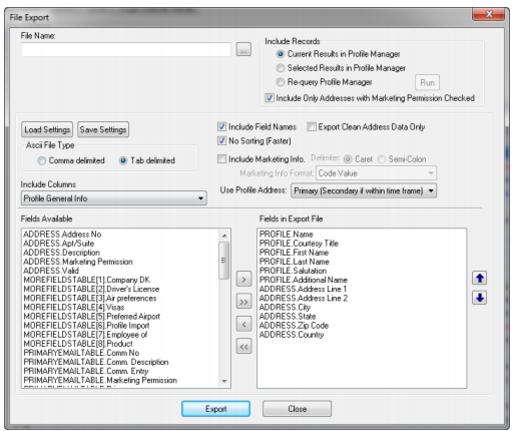 File Export
File Name:
...
Include Records
Current Results in Profile Manager
Selected Results in Profile Manager
Re-query Profile Manager
Run
Include Only Addresses with Marketing Permission Checked
Load Settings
Save Settings
Include Field Names
Export Clean Address Data Only
No Sorting (Faster)
Ascii File Type
Comma delimited
Tab delimited
Include Marketing Info.
Delimiter:
Caret
Semi-Colon
Marketing Info Format:
Code Value
Include Columns
Profile General Info
Use Profile Address:
Primary (Secondary if within time frame)
Fields Available
ADDRESS.Address No
ADDRESS.Apt/Suite
ADDRESS.Description
ADDRESS.Marketing Permission
ADDRESS.Valid
MOREFIELDSTABLE[1].Company DK
MOREFIELDSTABLE[2].Driver's License
MOREFIELDSTABLE[3].Air preferences
MOREFIELDSTABLE[4].Visas
MOREFIELDSTABLE[5].Preferred Airport
MOREFIELDSTABLE[6].Profile Import
MOREFIELDSTABLE[7].Employee of
MOREFIELDSTABLE[8].Product
PRIMARYEMAILTABLE.Comm No
PRIMARYEMAILTABLE.Comm. Description
PRIMARYEMAILTABLE.Comm. Entry
PRIMARYEMAILTABLE.Marketing Permission
>
>>
<
<<
Fields in Export File
PROFILE.Name
PROFILE.Courtesy Title
PROFILE.First Name
PROFILE.Last Name
PROFILE.Salutation
PROFILE.Additional Name
ADDRESS.Address Line 1
ADDRESS.Address Line 2
ADDRESS.City
ADDRESS.State
ADDRESS.Zip Code
ADDRESS.Country
Export
Close